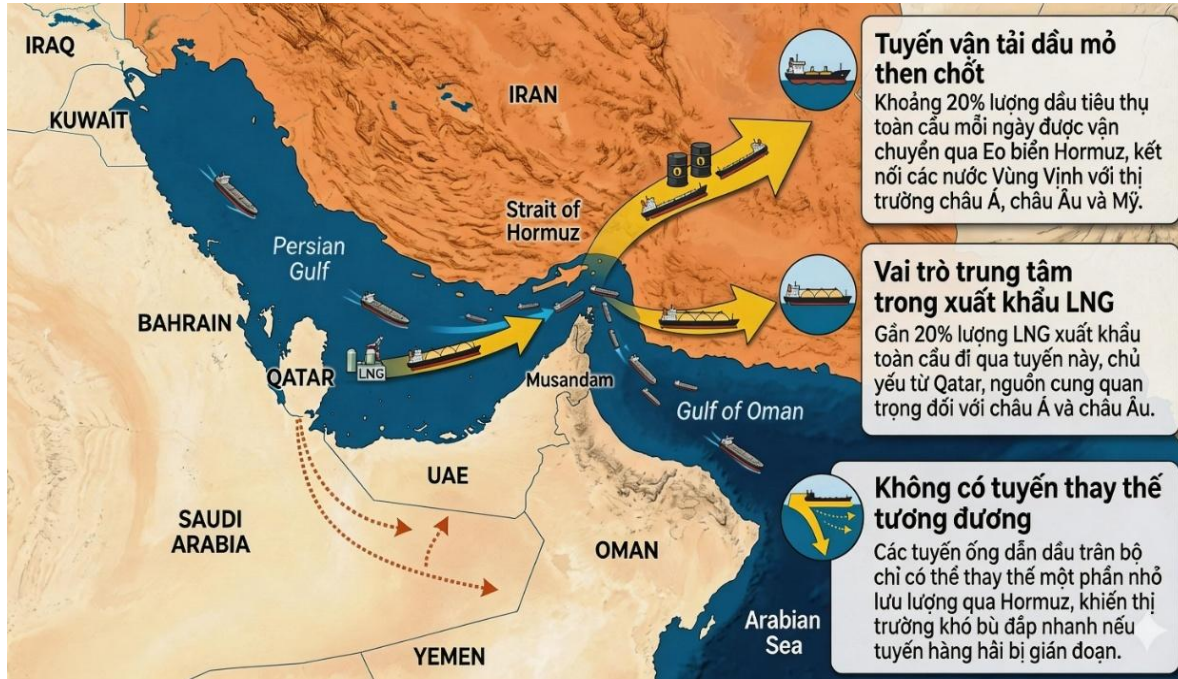 IRAQ
KUWAIT
IRAN
Strait of
Hormuz
Persian
Gulf
BAHRAIN
QATAR
LNG
Musandam
Gulf of Oman
UAE
SAUDI
ARABIA
OMAN
YEMEN
Arabian
Sea
Tuyến vận tải dầu mỏ
then chốt
Khoảng 20% lượng dầu tiêu thụ
toàn cầu mỗi ngày được vận
chuyển qua Eo biển Hormuz, kết
nối các nước Vùng Vịnh với thị
trường châu Á, châu Âu và Mỹ.
Vai trò trung tâm
trong xuất khẩu LNG
Gần 20% lượng LNG xuất khẩu
toàn cầu đi qua tuyến này, chủ
yếu từ Qatar, nguồn cung quan
trọng đối với châu Á và châu Âu.
Không có tuyến thay thế
tương đương
Các tuyến ống dẫn dầu trên bộ
chỉ có thể thay thế một phần nhỏ
lưu lượng qua Hormuz, khiến thị
trường khó bù đắp nhanh nếu
tuyến hàng hải bị gián đoạn.